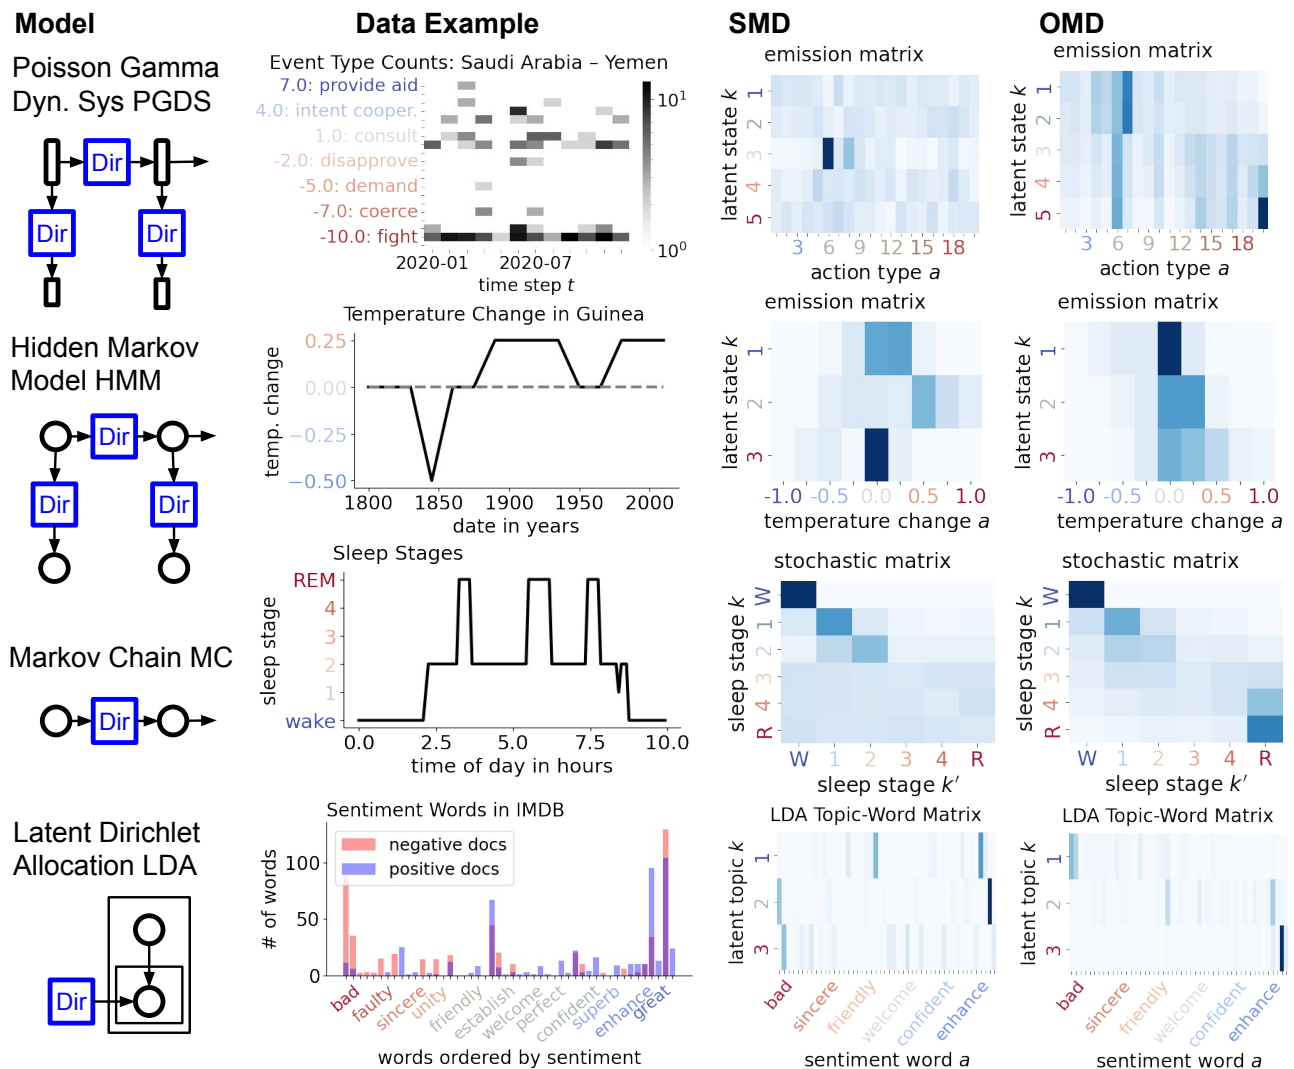 Model
Data Example
SMD
OMD
Poisson Gamma
Dyn. Sys PGDS
Dir
Dir
Dir
Event Type Counts: Saudi Arabia – Yemen
7.0: provide aid
4.0: intent cooper.
1.0: consult
-2.0: disapprove
-5.0: demand
-7.0: coerce
-10.0: fight
10¹
10⁰
2020-01 2020-07
time step t
emission matrix
latent state k
1
2
3
4
5
3 6 9 12 15 18
action type a
emission matrix
latent state k
1
2
3
4
5
3 6 9 12 15 18
action type a
Hidden Markov
Model HMM
Dir
Dir
Dir
Temperature Change in Guinea
temp. change
0.25
0.00
−0.25
−0.50
1800 1850 1900 1950 2000
date in years
emission matrix
latent state k
1
2
3
-1.0 -0.5 0.0 0.5 1.0
temperature change a
emission matrix
latent state k
1
2
3
-1.0 -0.5 0.0 0.5 1.0
temperature change a
Markov Chain MC
Dir
Sleep Stages
sleep stage
REM
4
3
2
1
wake
0.0 2.5 5.0 7.5 10.0
time of day in hours
stochastic matrix
sleep stage k
W
1
2
3
4
R
W 1 2 3 4 R
sleep stage k′
stochastic matrix
sleep stage k
W
1
2
3
4
R
W 1 2 3 4 R
sleep stage k′
Latent Dirichlet
Allocation LDA
Dir
Sentiment Words in IMDB
negative docs
positive docs
# of words
100
50
0
bad faulty sincere unity friendly establish welcome perfect confident superb enhance great
words ordered by sentiment
LDA Topic-Word Matrix
latent topic k
1
2
3
bad sincere friendly welcome confident enhance
sentiment word a
LDA Topic-Word Matrix
latent topic k
1
2
3
bad sincere friendly welcome confident enhance
sentiment word a